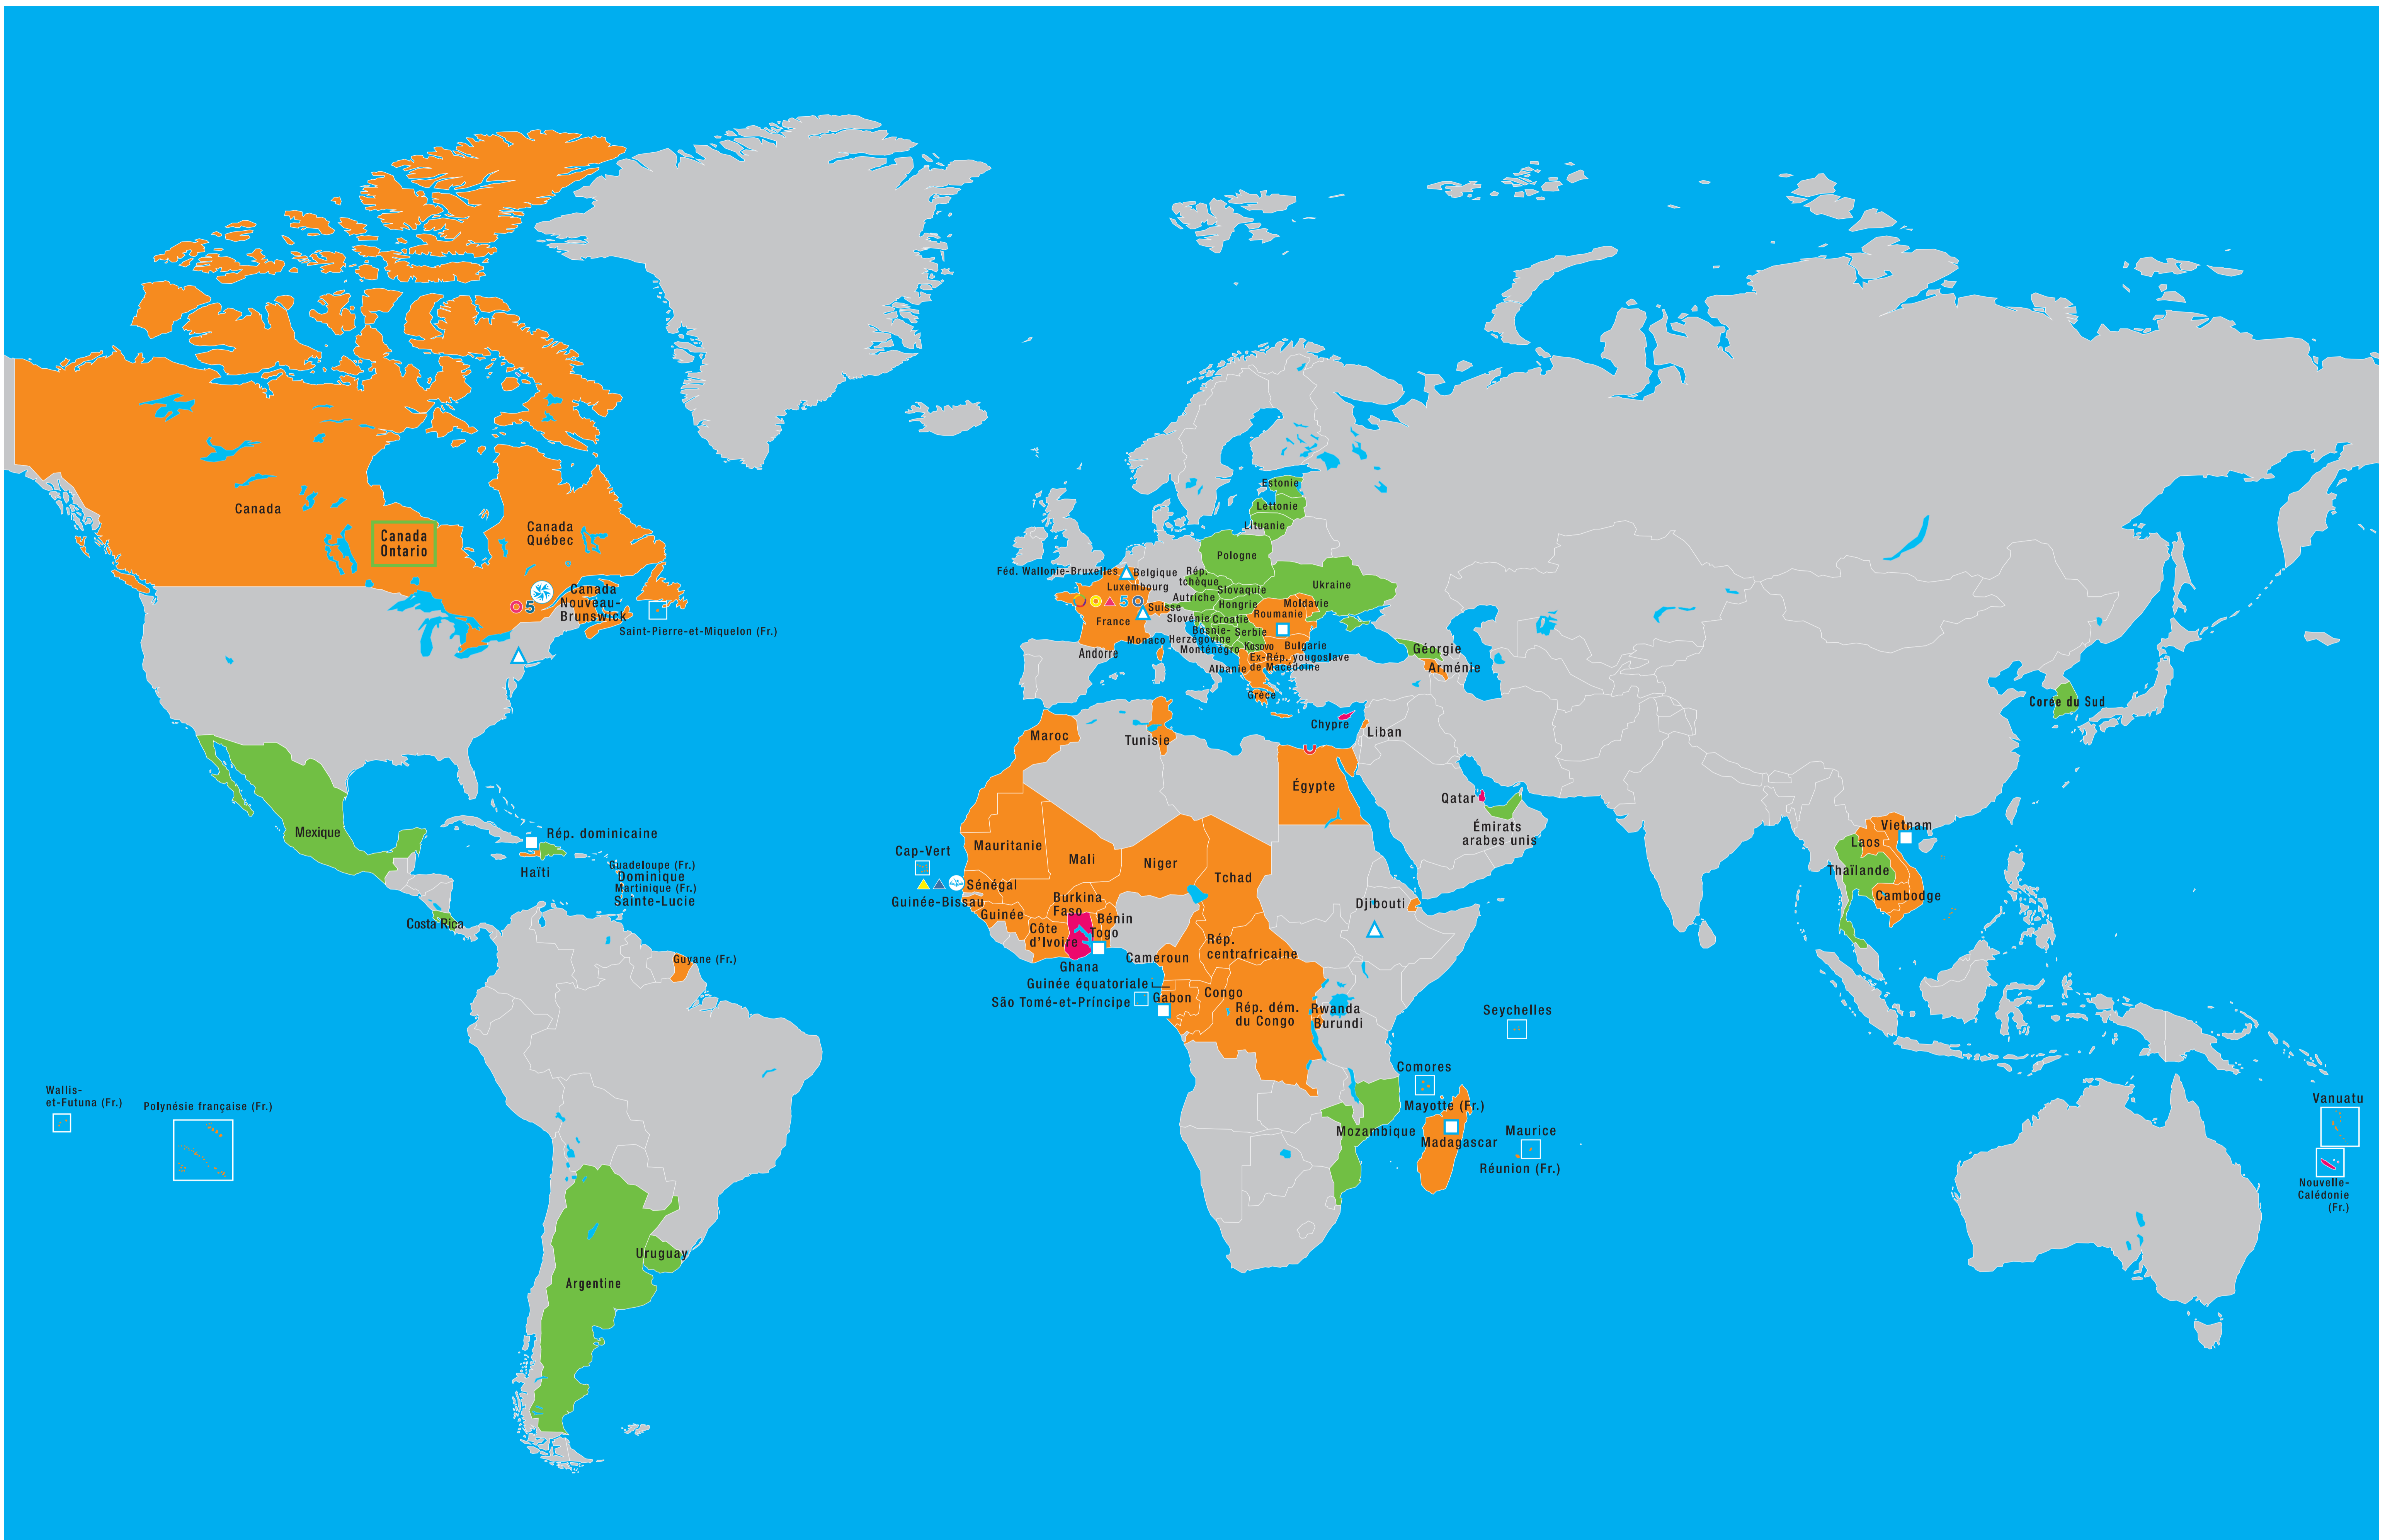 Canada
Canada
Ontario
Canada
Québec
5
Canada
Nouveau-
Brunswick
Saint-Pierre-et-Miquelon (Fr.)
Mexique
Rép. dominicaine
Haïti
Guadeloupe (Fr.)
Dominique
Martinique (Fr.)
Sainte-Lucie
Costa Rica
Guyane (Fr.)
Wallis-
et-Futuna (Fr.)
Polynésie française (Fr.)
Uruguay
Argentine
Estonie
Lettonie
Lituanie
Pologne
Féd. Wallonie-Bruxelles
Belgique
Rép.
tchèque
Luxembourg
Slovaquie
Ukraine
Autriche
5
Suisse
Hongrie
Moldavie
France
Slovénie
Croatie
Roumanie
Bosnie-
Herzégovine
Serbie
Monaco
Monténégro
Kosovo
Bulgarie
Andorre
Ex-Rép. yougoslave
de Macédoine
Albanie
Grèce
Géorgie
Arménie
Chypre
Liban
Maroc
Tunisie
Égypte
Qatar
Émirats
arabes unis
Corée du Sud
Cap-Vert
Mauritanie
Mali
Niger
Tchad
Sénégal
Guinée-Bissau
Guinée
Burkina
Faso
Bénin
Togo
Côte
d'Ivoire
Ghana
Cameroun
Rép.
centrafricaine
Djibouti
Guinée équatoriale
São Tomé-et-Príncipe
Gabon
Congo
Rép. dém.
du Congo
Rwanda
Burundi
Seychelles
Comores
Mayotte (Fr.)
Mozambique
Madagascar
Maurice
Réunion (Fr.)
Vietnam
Laos
Thaïlande
Cambodge
Vanuatu
Nouvelle-
Calédonie
(Fr.)